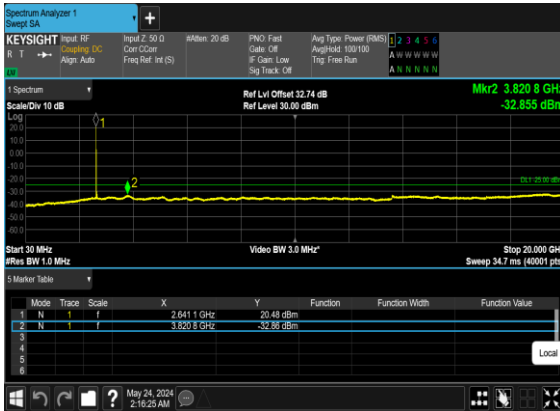 Spectrum Analyzer 1
Swept SA
KEYSIGHT Input: RF Input Z: 50 Ω #Atten: 20 dB PNO: Fast Avg Type: Power (RMS) 1 2 3 4 5 6
R T Coupling: DC Corr CCorr Gate: Off Avg|Hold: 100/100 A W W W W W
Align: Auto Freq Ref: Int (S) IF Gain: Low Trig: Free Run
Sig Track: Off A N N N N N
1 Spectrum Ref Lvl Offset 32.74 dB Mkr2 3.820 8 GHz
Scale/Div 10 dB Ref Level 30.00 dBm -32.855 dBm
Log
20.0
10.0
0.00
-10.0
-20.0
-30.0
-40.0
-50.0
-60.0
1
2
DL1 -25.00 dBm
Start 30 MHz Video BW 3.0 MHz* Stop 20.000 GH
#Res BW 1.0 MHz Sweep 34.7 ms (40001 pts
5 Marker Table
Mode Trace Scale X Y Function Function Width Function Value
1 N 1 f 2.641 1 GHz 20.48 dBm
2 N 1 f 3.820 8 GHz -32.86 dBm
3
4
5
6
Local
? May 24, 2024
2:16:25 AM